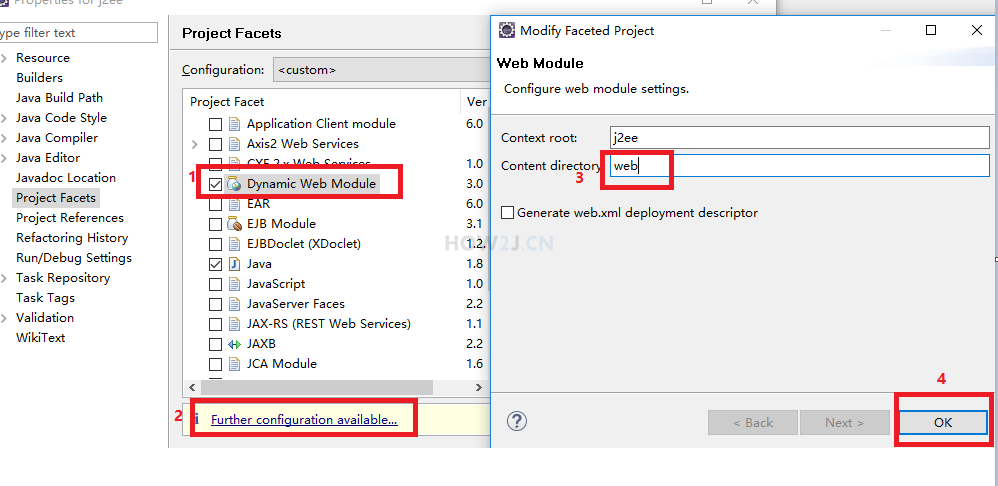 Properties for j2ee
ype filter text
Resource
Builders
Java Build Path
Java Code Style
Java Compiler
Java Editor
Javadoc Location
Project Facets
Project References
Refactoring History
Run/Debug Settings
Task Repository
Task Tags
Validation
WikiText
Project Facets
Configuration: <custom>
Project Facet Ver
Application Client module 6.0
Axis2 Web Services
CXF 2.x Web Services 1.0
1 Dynamic Web Module 3.0
EAR 6.0
EJB Module 3.1
EJBDoclet (XDoclet) 1.2.
Java 1.8
JavaScript 1.0
JavaServer Faces 2.2
JAX-RS (REST Web Services) 1.1
JAXB 2.2
JCA Module 1.6
2 i Further configuration available...
Modify Faceted Project
Web Module
Configure web module settings.
Context root: j2ee
Content directory web
3
Generate web.xml deployment descriptor
HOW2J.CN
4
? < Back Next > OK